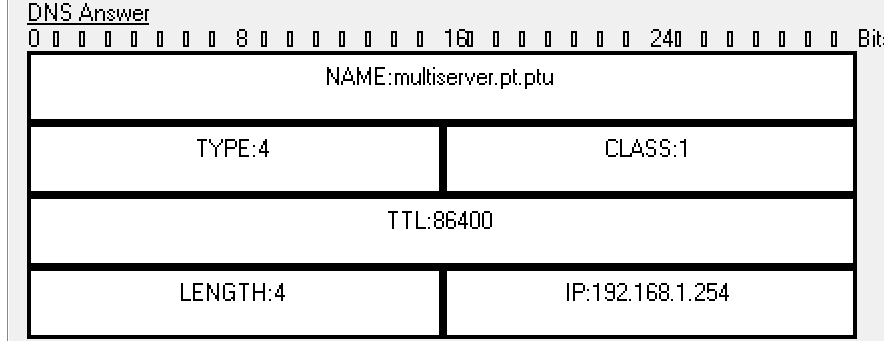 DNS Answer
0 8 16 24 Bits
NAME:multiserver.pt.ptu
TYPE:4 CLASS:1
TTL:86400
LENGTH:4 IP:192.168.1.254